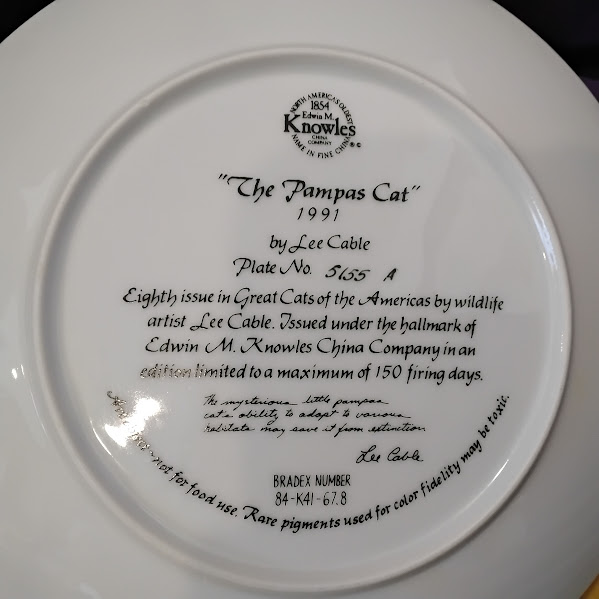 NORTH AMERICA'S OLDEST
1854
Edwin M.
Knowles
CHINA
COMPANY
NAME IN FINE CHINA
® ©
"The Pampas Cat"
1991
by Lee Cable
Plate No. 5155 A
Eighth issue in Great Cats of the Americas by wildlife
artist Lee Cable. Issued under the hallmark of
Edwin M. Knowles China Company in an
edition limited to a maximum of 150 firing days.
The mysterious little pampas
cat's ability to adapt to various
habitats may save it from extinction
Lee Cable
BRADEX NUMBER
84-K41-67.8
not for food use. Rare pigments used for color fidelity may be toxic.